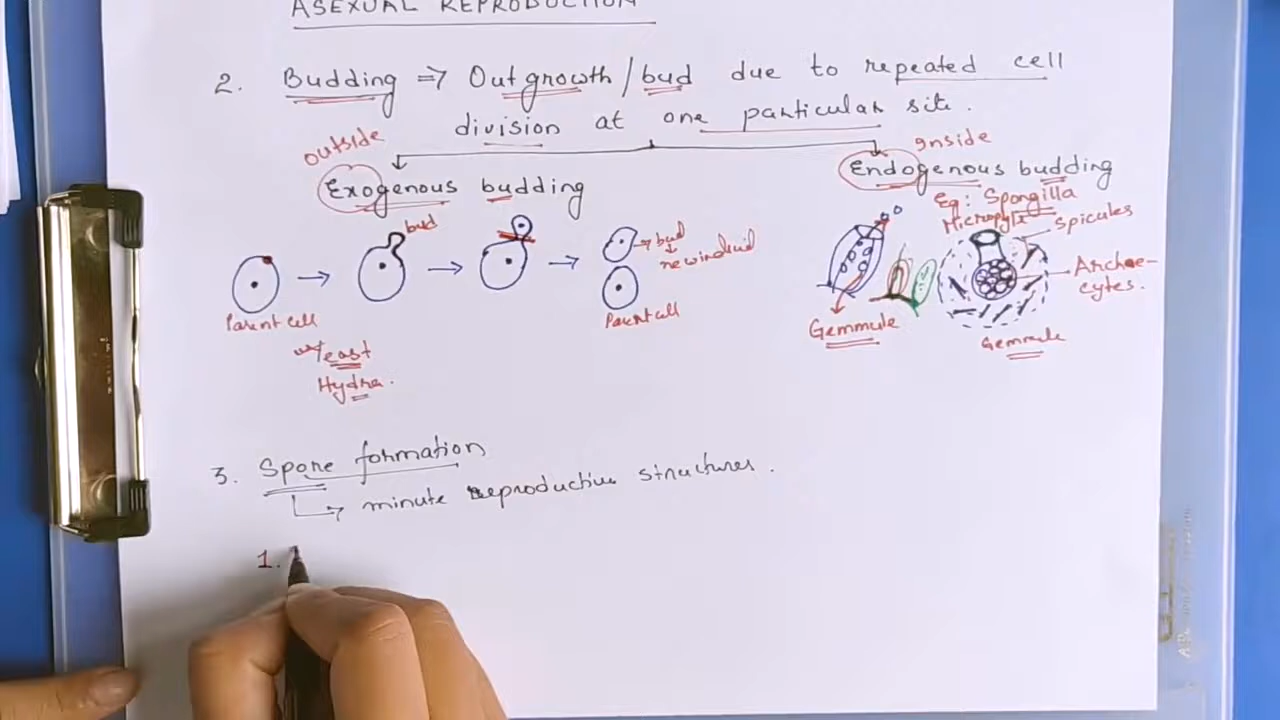 ASEXUAL REPRODUCTION
2. Budding => Outgrowth/bud due to repeated cell
division at one particular site.
outside
Inside
Exogenous budding
Endogenous budding
Eg: Spongilla
Micropyle
Spicules
bud
bud
new individ
Archae-
cytes.
Parent cell
Parent cell
Gemmule
Gemmule
Yeast
Hydra.
3. Spore formation
minute reproductive structures.
1.